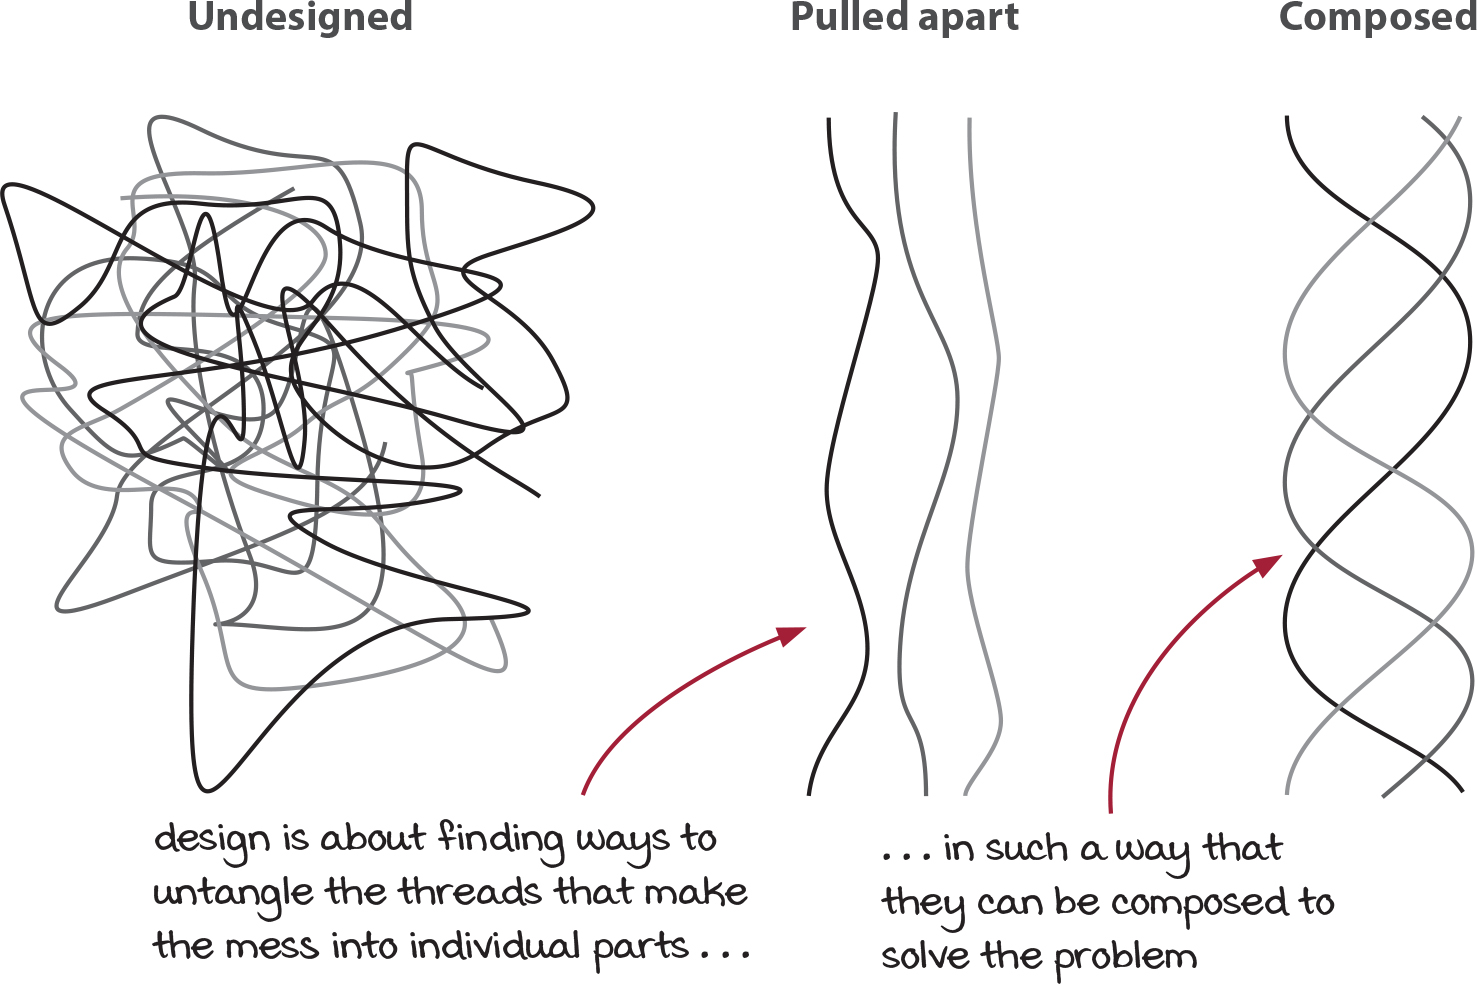 Undesigned
Pulled apart
Composed
design is about finding ways to
untangle the threads that make
the mess into individual parts . . .
. . . in such a way that
they can be composed to
solve the problem